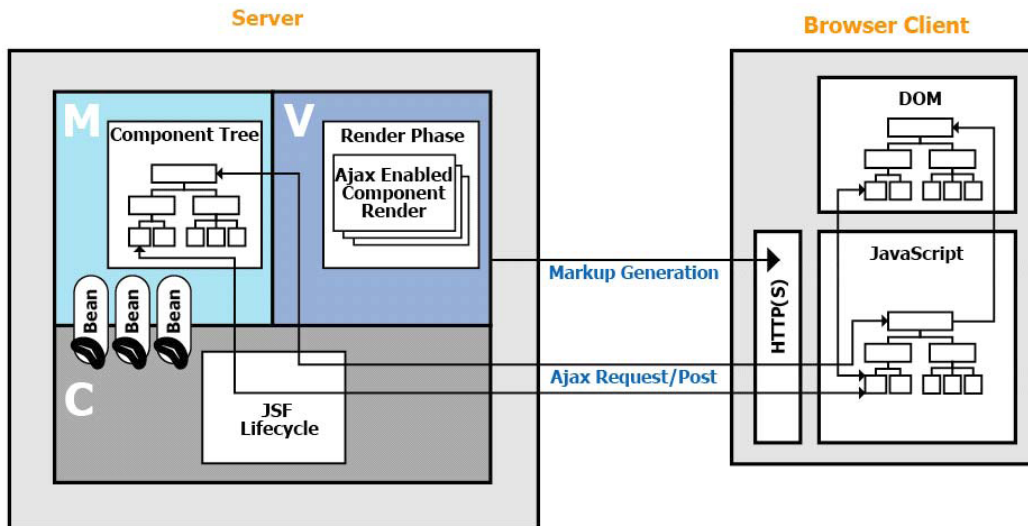 Server
Browser Client
M
Component Tree
V
Render Phase
Ajax Enabled
Component
Render
DOM
Markup Generation
HTTP(S)
JavaScript
Bean
Bean
Bean
Ajax Request/Post
C
JSF
Lifecycle